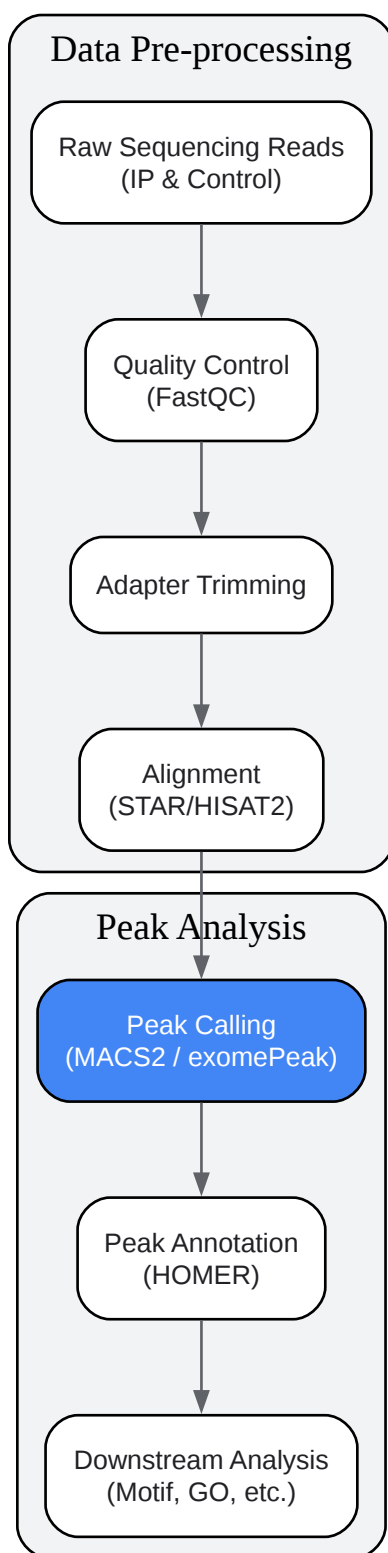 Data Pre-processing
Raw Sequencing Reads
(IP & Control)
Quality Control
(FastQC)
Adapter Trimming
Alignment
(STAR/HISAT2)
Peak Analysis
Peak Calling
(MACS2 / exomePeak)
Peak Annotation
(HOMER)
Downstream Analysis
(Motif, GO, etc.)